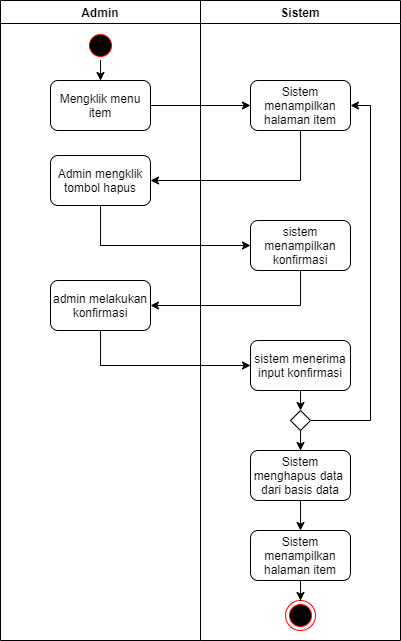 Admin
Sistem
Mengklik menu
item
Sistem
menampilkan
halaman item
Admin mengklik
tombol hapus
sistem
menampilkan
konfirmasi
admin melakukan
konfirmasi
sistem menerima
input konfirmasi
Sistem
menghapus data
dari basis data
Sistem
menampilkan
halaman item